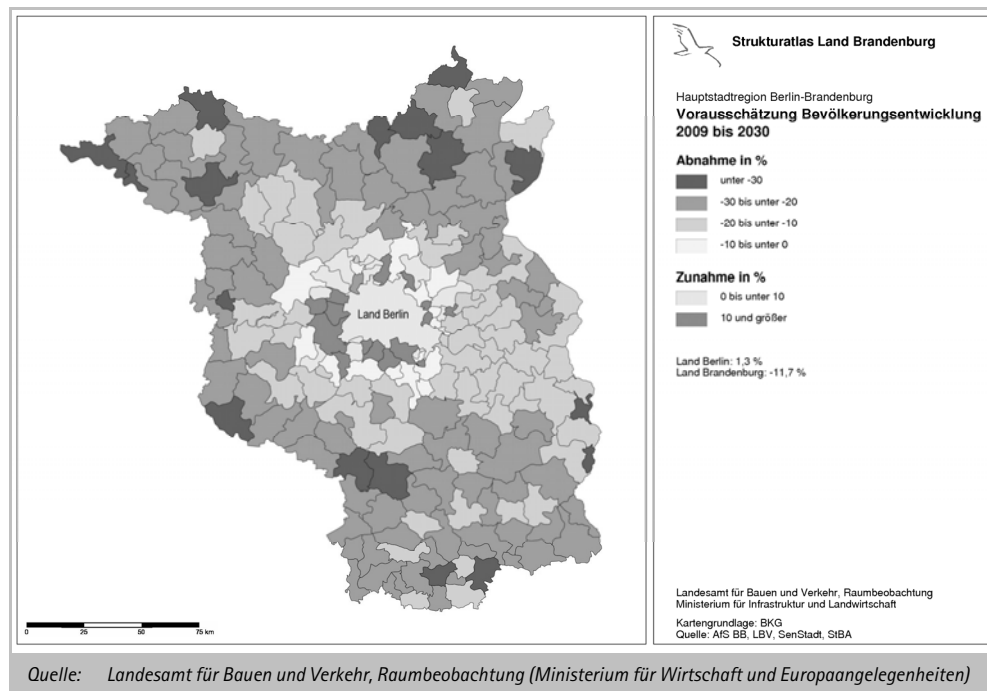 Strukturatlas Land Brandenburg
Hauptstadtregion Berlin-Brandenburg
Vorausschätzung Bevölkerungsentwicklung
2009 bis 2030
Abnahme in %
unter -30
-30 bis unter -20
-20 bis unter -10
-10 bis unter 0
Zunahme in %
0 bis unter 10
10 und größer
Land Berlin: 1,3 %
Land Brandenburg: -11,7 %
Land Berlin
0 25 50 75 km
Landesamt für Bauen und Verkehr, Raumbeobachtung
Ministerium für Infrastruktur und Landwirtschaft
Kartengrundlage: BKG
Quelle: AfS BB, LBV, SenStadt, StBA
Quelle: Landesamt für Bauen und Verkehr, Raumbeobachtung (Ministerium für Wirtschaft und Europaangelegenheiten)